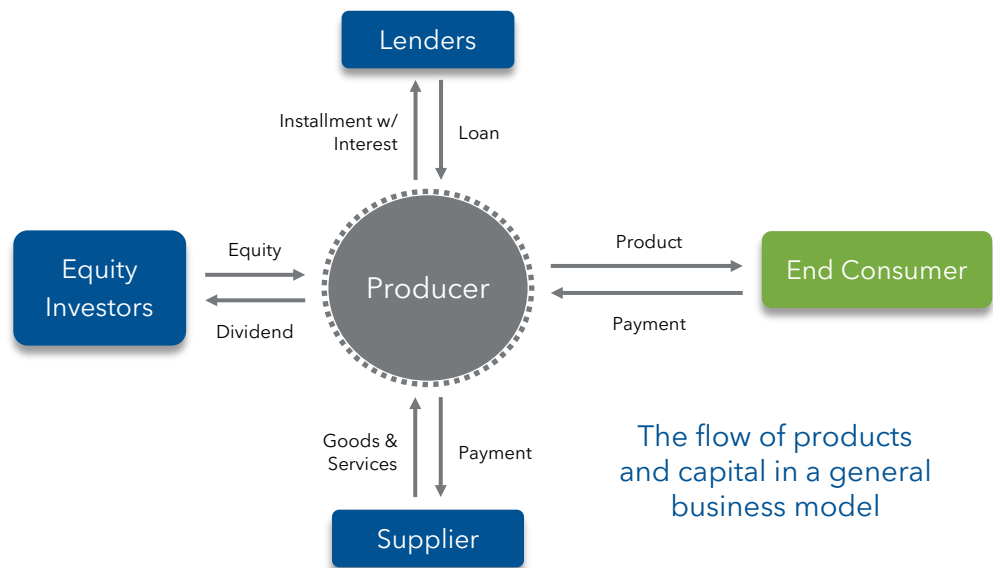 Lenders
Installment w/
Interest
Loan
Equity
Investors
Equity
Dividend
Producer
Product
Payment
End Consumer
Goods &
Services
Payment
Supplier
The flow of products
and capital in a general
business model